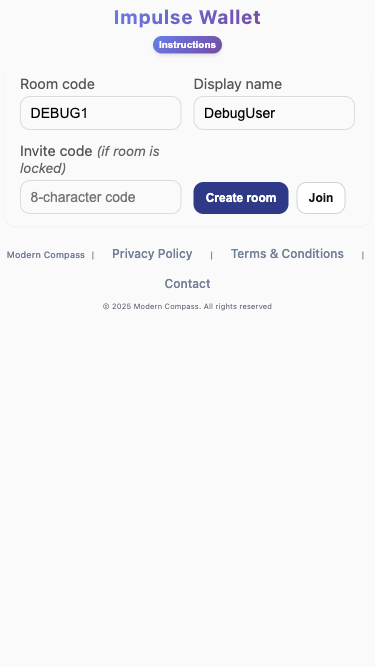 Impulse Wallet
Instructions
Room code
Display name
DEBUG1
DebugUser
Invite code (if room is
locked)
8-character code
Create room
Join
Modern Compass | Privacy Policy | Terms & Conditions |
Contact
© 2025 Modern Compass. All rights reserved